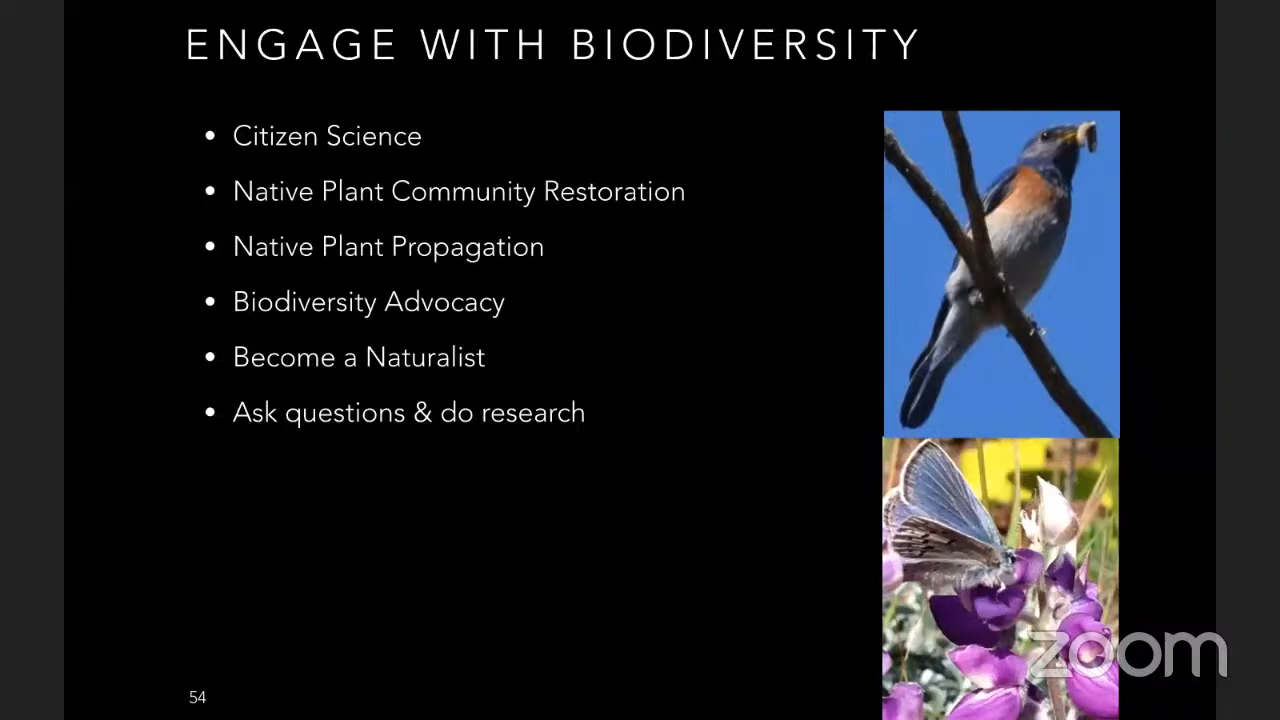 ENGAGE WITH BIODIVERSITY
• Citizen Science
• Native Plant Community Restoration
• Native Plant Propagation
• Biodiversity Advocacy
• Become a Naturalist
• Ask questions & do research
zoom
54